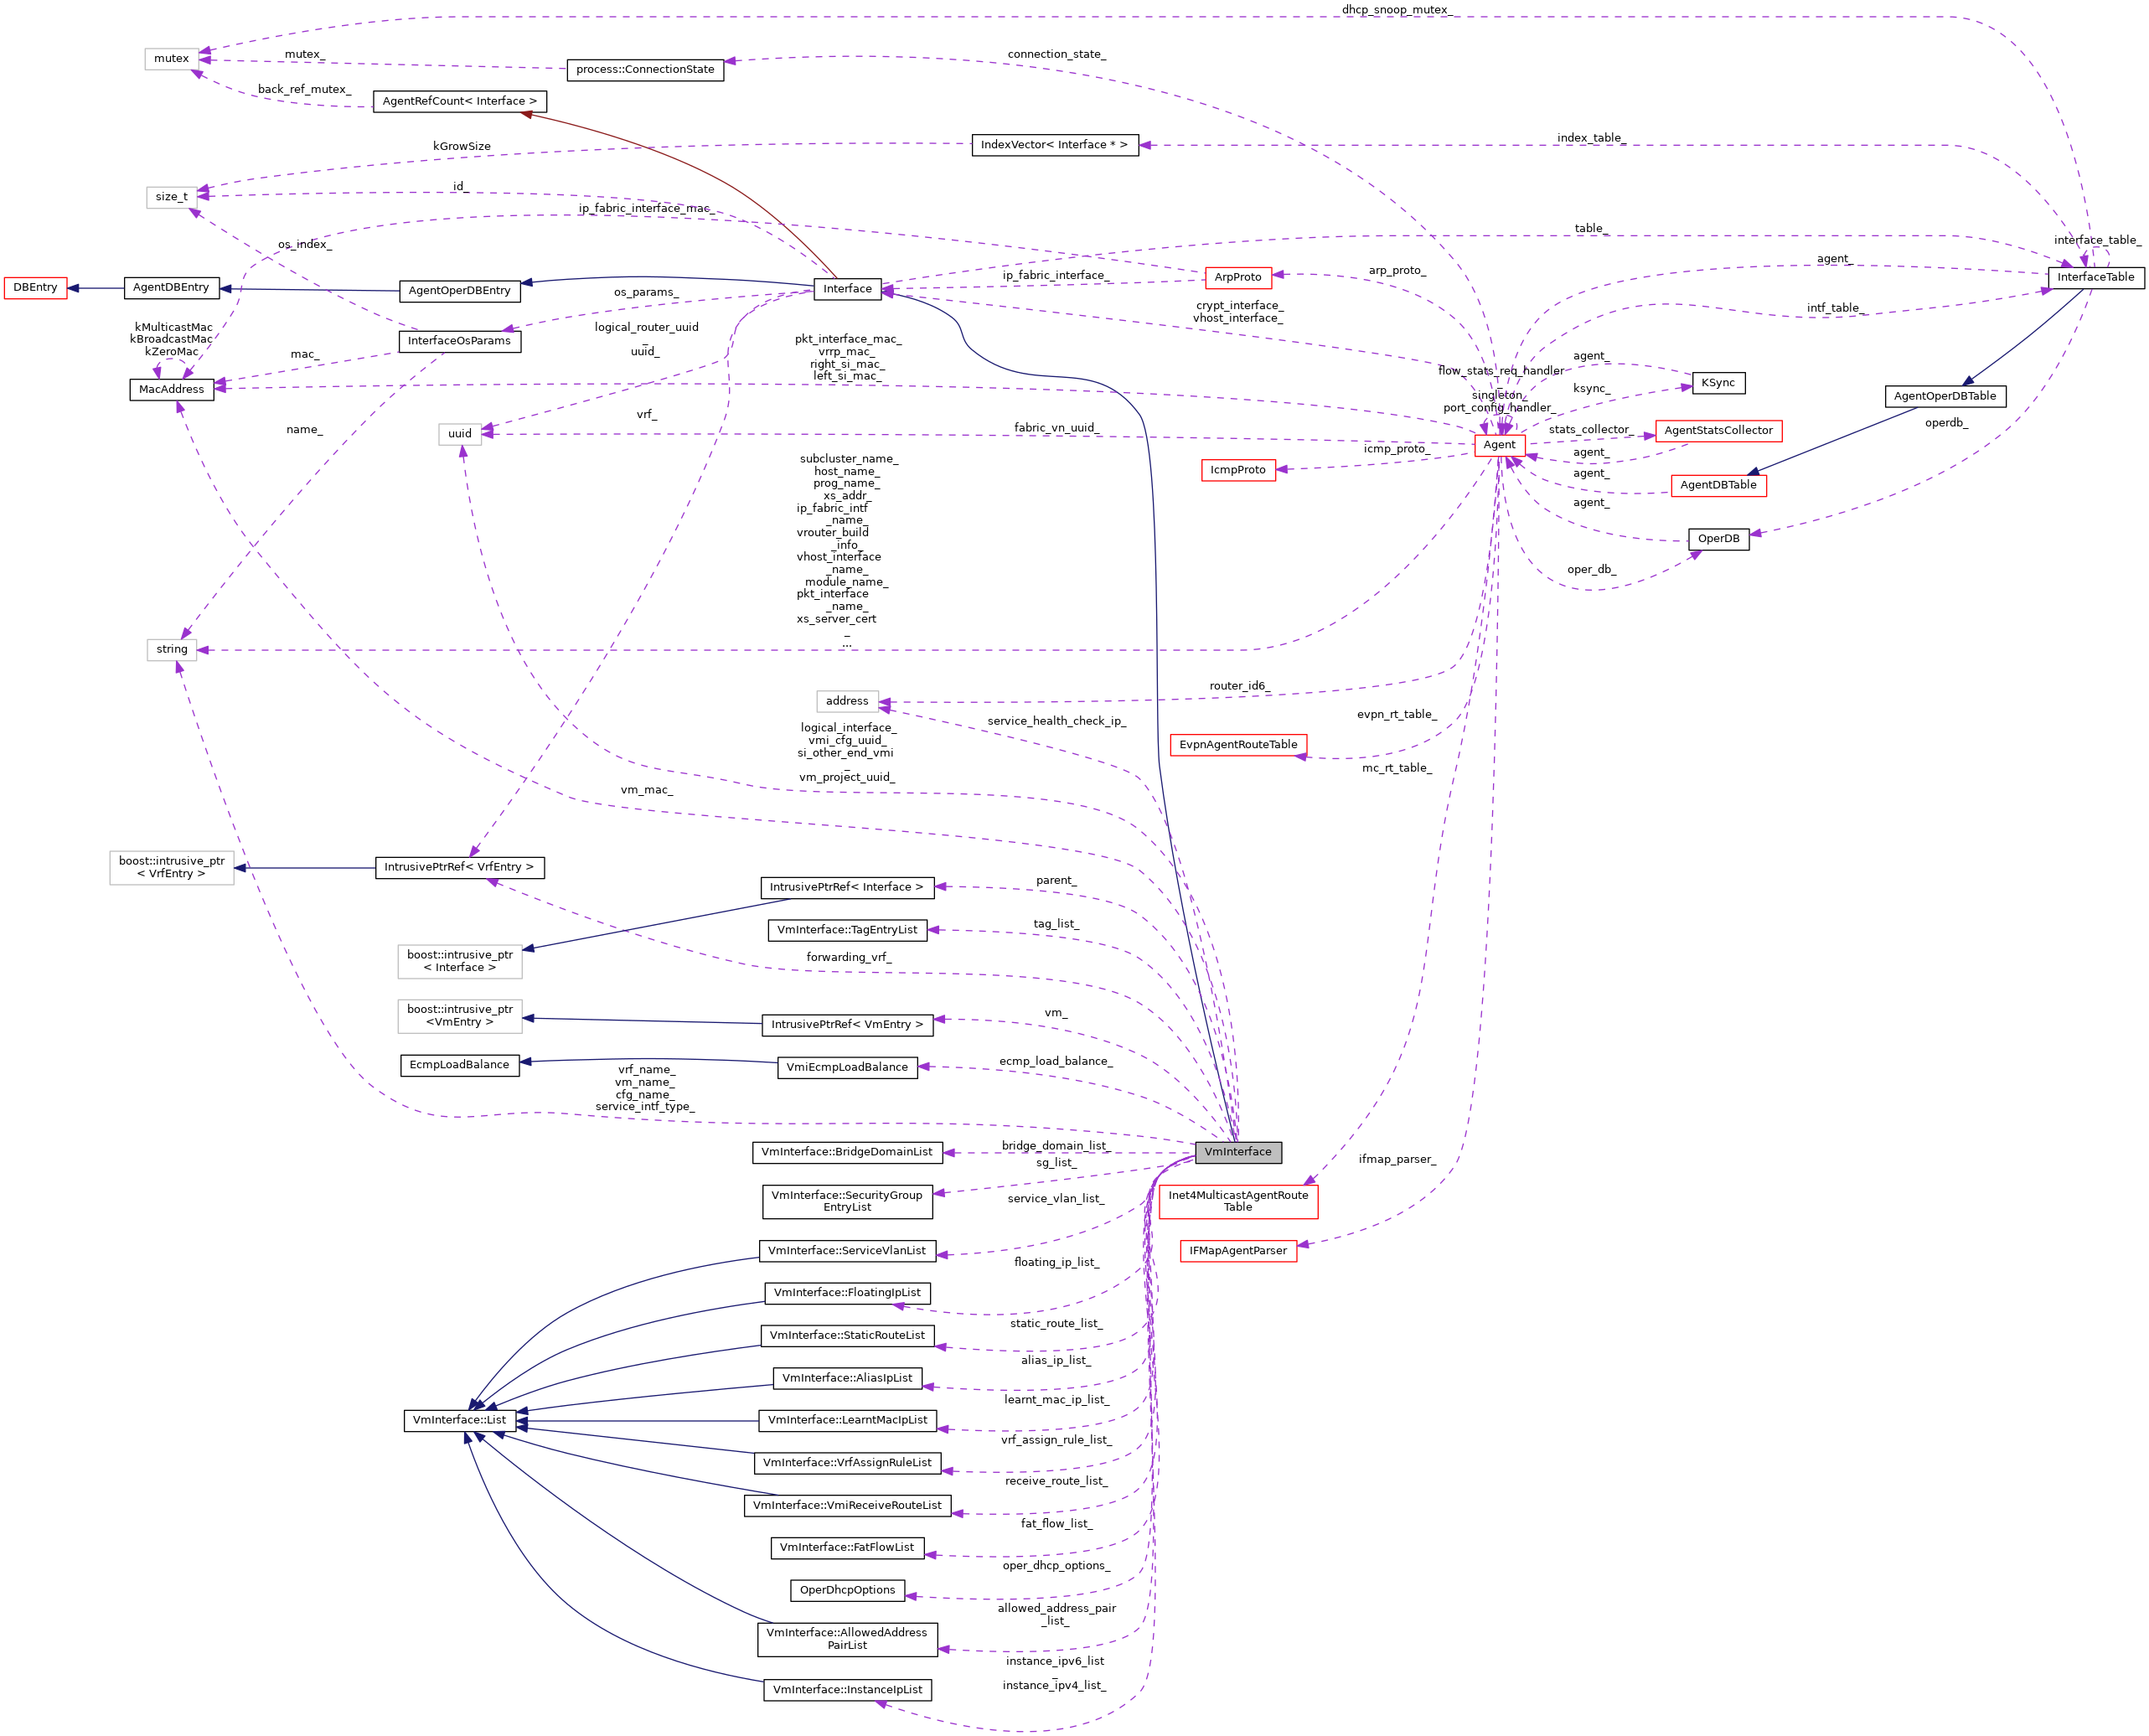 dhcp_snoop_mutex_
connection_state_
mutex_
mutex
process::ConnectionState
back_ref_mutex_
AgentRefCount< Interface >
index_table_
kGrowSize
IndexVector< Interface * >
id_
size_t
ip_fabric_interface_mac_
table_
os_index_
interface_table_
agent_
arp_proto_
ip_fabric_interface_
ArpProto
InterfaceTable
DBEntry
AgentDBEntry
AgentOperDBEntry
Interface
os_params_
crypt_interface_
vhost_interface_
intf_table_
kMulticastMac
kBroadcastMac
kZeroMac
logical_router_uuid
_
uuid_
InterfaceOsParams
mac_
pkt_interface_mac_
vrrp_mac_
right_si_mac_
left_si_mac_
agent_
flow_stats_req_handler
_
singleton_
port_config_handler_
ksync_
KSync
MacAddress
AgentOperDBTable
vrf_
operdb_
name_
uuid
fabric_vn_uuid_
stats_collector_
AgentStatsCollector
Agent
icmp_proto_
agent_
IcmpProto
agent_
AgentDBTable
agent_
subcluster_name_
host_name_
prog_name_
xs_addr_
ip_fabric_intf
_name_
vrouter_build
_info_
vhost_interface
_name_
module_name_
pkt_interface
_name_
xs_server_cert
_
...
OperDB
oper_db_
string
router_id6_
address
service_health_check_ip_
evpn_rt_table_
logical_interface_
vmi_cfg_uuid_
si_other_end_vmi
_
vm_project_uuid_
EvpnAgentRouteTable
mc_rt_table_
vm_mac_
boost::intrusive_ptr
< VrfEntry >
IntrusivePtrRef< VrfEntry >
parent_
IntrusivePtrRef< Interface >
tag_list_
VmInterface::TagEntryList
forwarding_vrf_
boost::intrusive_ptr
< Interface >
boost::intrusive_ptr
<VmEntry >
vm_
IntrusivePtrRef< VmEntry >
ecmp_load_balance_
EcmpLoadBalance
VmiEcmpLoadBalance
vrf_name_
vm_name_
cfg_name_
service_intf_type_
bridge_domain_list_
VmInterface::BridgeDomainList
VmInterface
sg_list_
ifmap_parser_
VmInterface::SecurityGroup
EntryList
service_vlan_list_
Inet4MulticastAgentRoute
Table
VmInterface::ServiceVlanList
IFMapAgentParser
floating_ip_list_
VmInterface::FloatingIpList
static_route_list_
VmInterface::StaticRouteList
alias_ip_list_
VmInterface::AliasIpList
learnt_mac_ip_list_
VmInterface::List
VmInterface::LearntMacIpList
vrf_assign_rule_list_
VmInterface::VrfAssignRuleList
receive_route_list_
VmInterface::VmiReceiveRouteList
fat_flow_list_
VmInterface::FatFlowList
oper_dhcp_options_
OperDhcpOptions
allowed_address_pair
_list_
VmInterface::AllowedAddress
PairList
instance_ipv6_list
_
instance_ipv4_list_
VmInterface::InstanceIpList